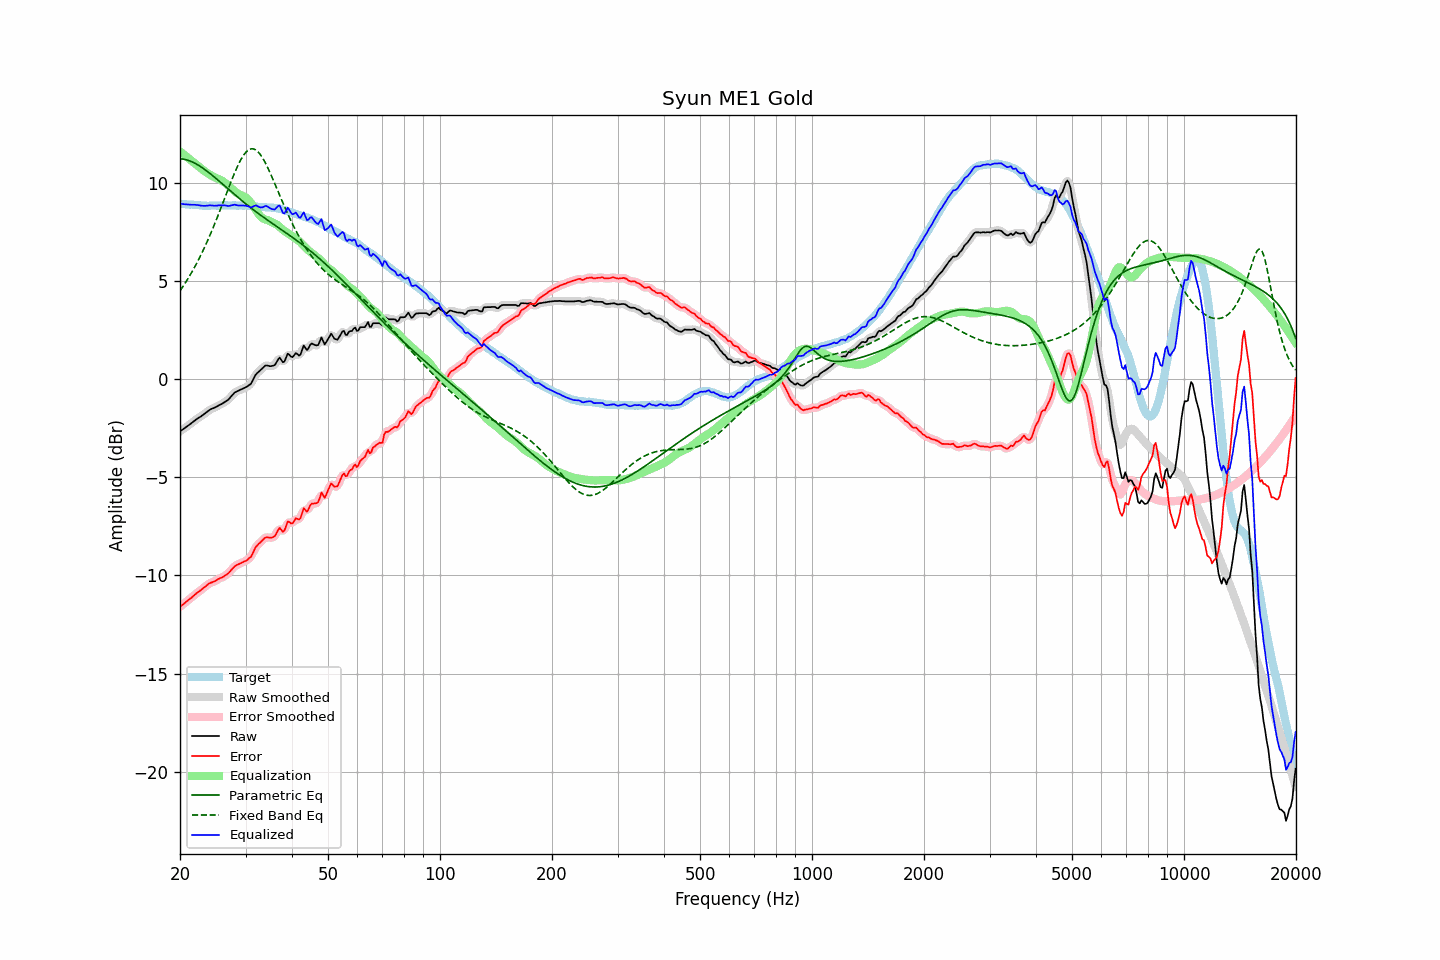 Syun ME1 Gold
Amplitude (dBr)
10
5
0
−5
−10
−15
−20
Target
Raw Smoothed
Error Smoothed
Raw
Error
Equalization
Parametric Eq
Fixed Band Eq
Equalized
20 50 100 200 500 1000 2000 5000 10000 20000
Frequency (Hz)